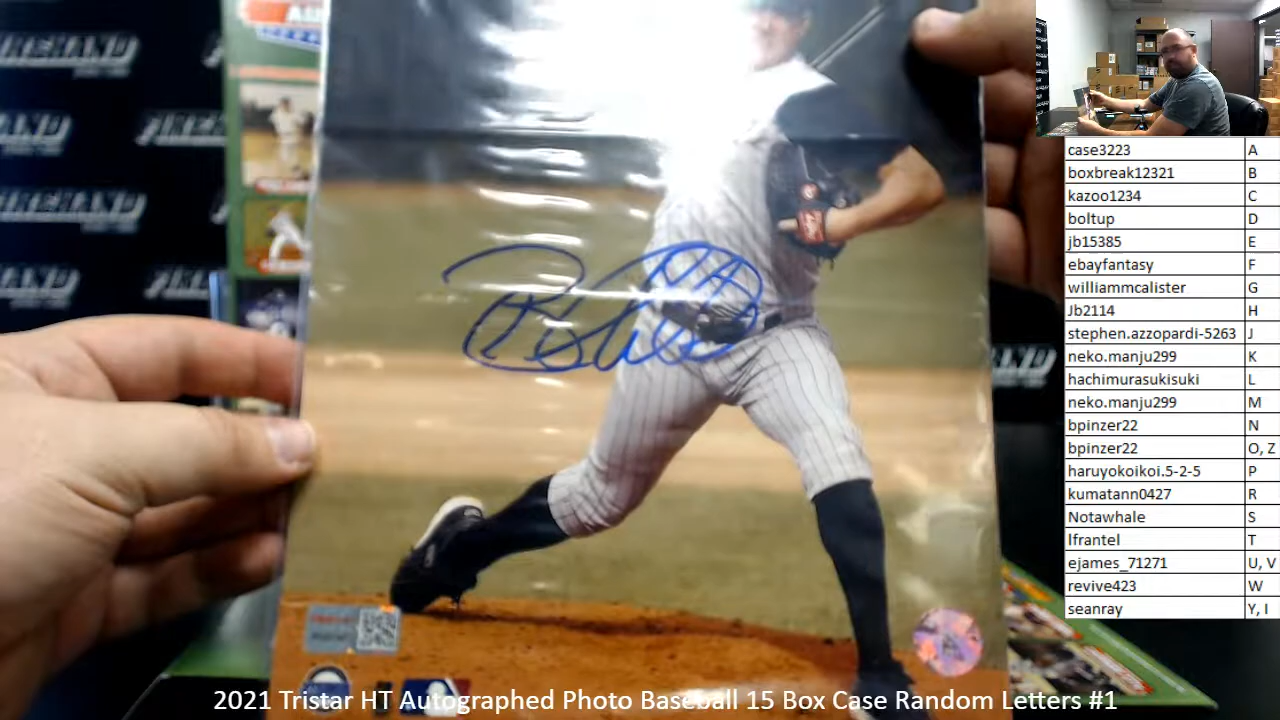 case3223 A
boxbreak12321 B
kazoo1234 C
boltup D
jb15385 E
ebayfantasy F
williammcalister G
Jb2114 H
stephen.azzopardi-5263 J
neko.manju299 K
hachimurasukisuki L
neko.manju299 M
bpinzer22 N
bpinzer22 O, Z
haruyokoikoi.5-2-5 P
kumatann0427 R
Notawhale S
lfrantel T
ejames_71271 U, V
revive423 W
seanray Y, I
2021 Tristar HT Autographed Photo Baseball 15 Box Case Random Letters #1